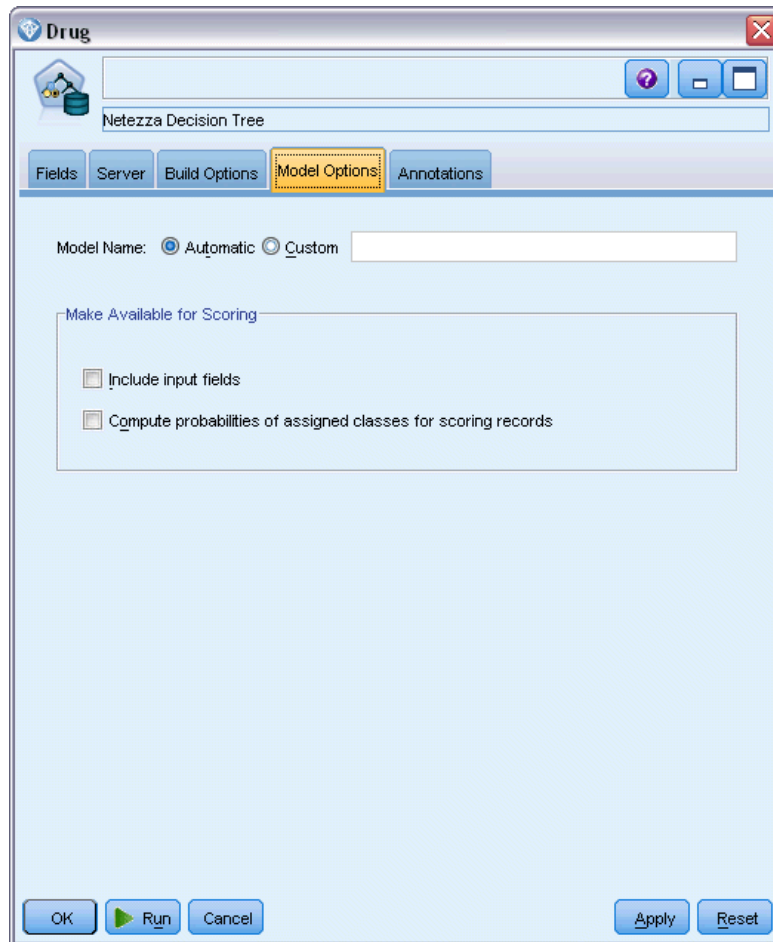 Drug
Netezza Decision Tree
Fields Server Build Options Model Options Annotations
Model Name: Automatic Custom
Make Available for Scoring
Include input fields
Compute probabilities of assigned classes for scoring records
OK Run Cancel Apply Reset